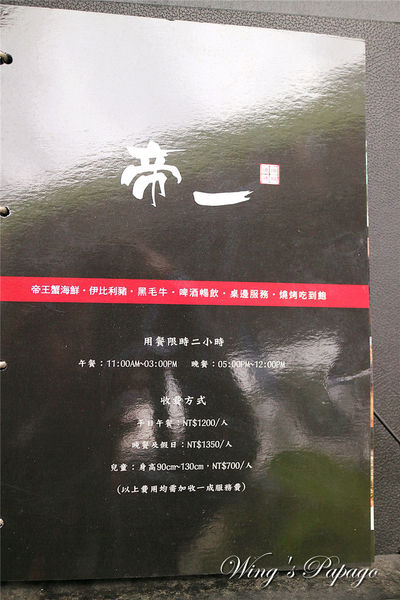 帝一
帝王蟹海鮮・伊比利豬・黑毛牛・啤酒暢飲・桌邊服務・燒烤吃到飽
用餐限時二小時
午餐：11:00AM~03:00PM 晚餐：05:00PM~12:00PM
收費方式
平日午餐：NT$1200/人
晚餐及假日：NT$1350/人
兒童：身高90cm~130cm，NT$700/人
(以上費用均需加收一成服務費)
Wing's Papago